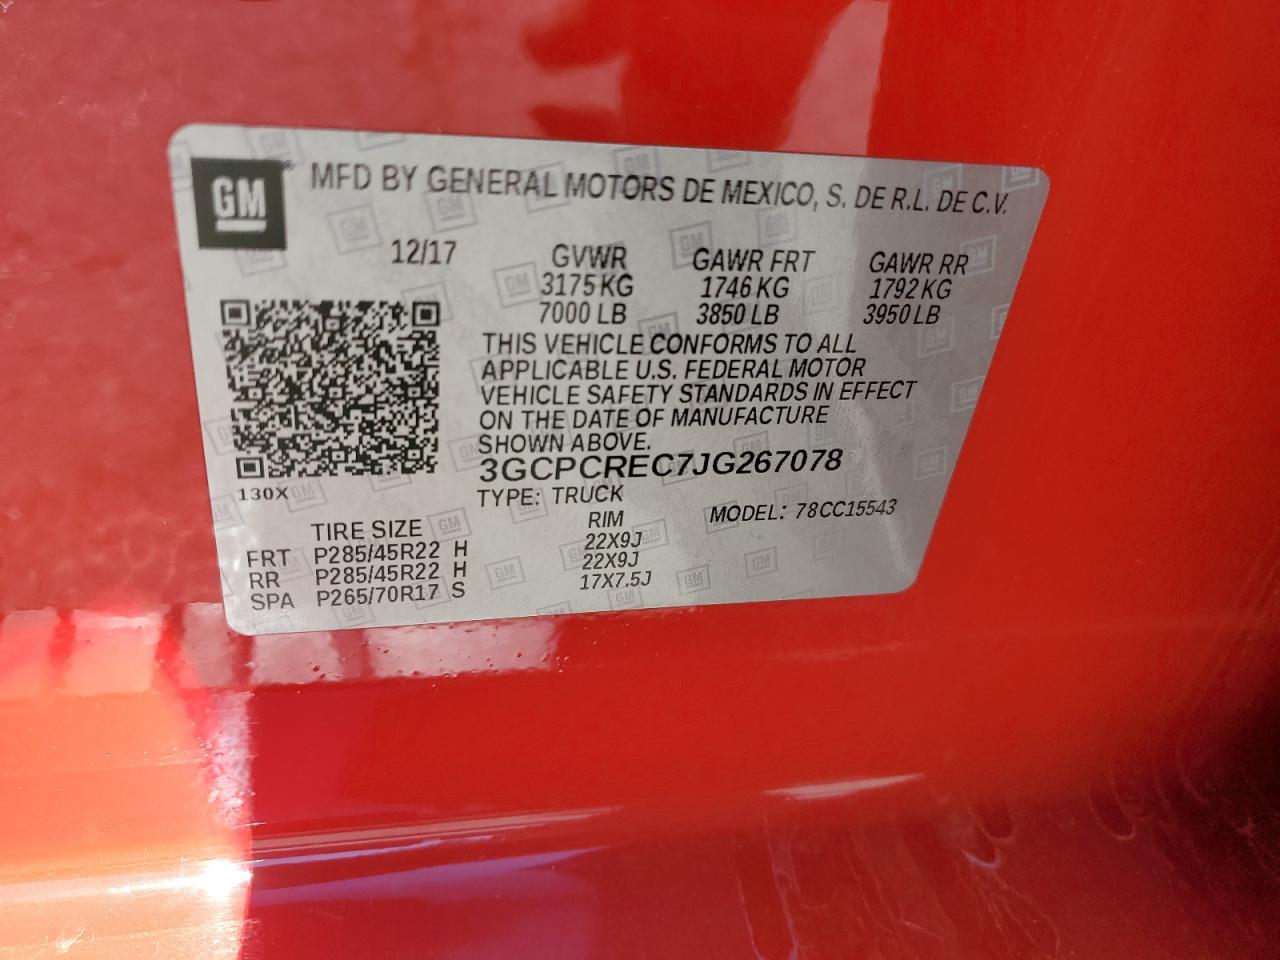 GM® MFD BY GENERAL MOTORS DE MEXICO, S. DE R.L. DE C.V.
12/17 GVWR GAWR FRT GAWR RR
3175 KG 1746 KG 1792 KG
7000 LB 3850 LB 3950 LB
THIS VEHICLE CONFORMS TO ALL
APPLICABLE U.S. FEDERAL MOTOR
VEHICLE SAFETY STANDARDS IN EFFECT
ON THE DATE OF MANUFACTURE
SHOWN ABOVE.
3GCPCREC7JG267078
130X TYPE: TRUCK MODEL: 78CC15543
TIRE SIZE RIM
FRT P285/45R22 H 22X9J
RR P285/45R22 H 22X9J
SPA P265/70R17 S 17X7.5J